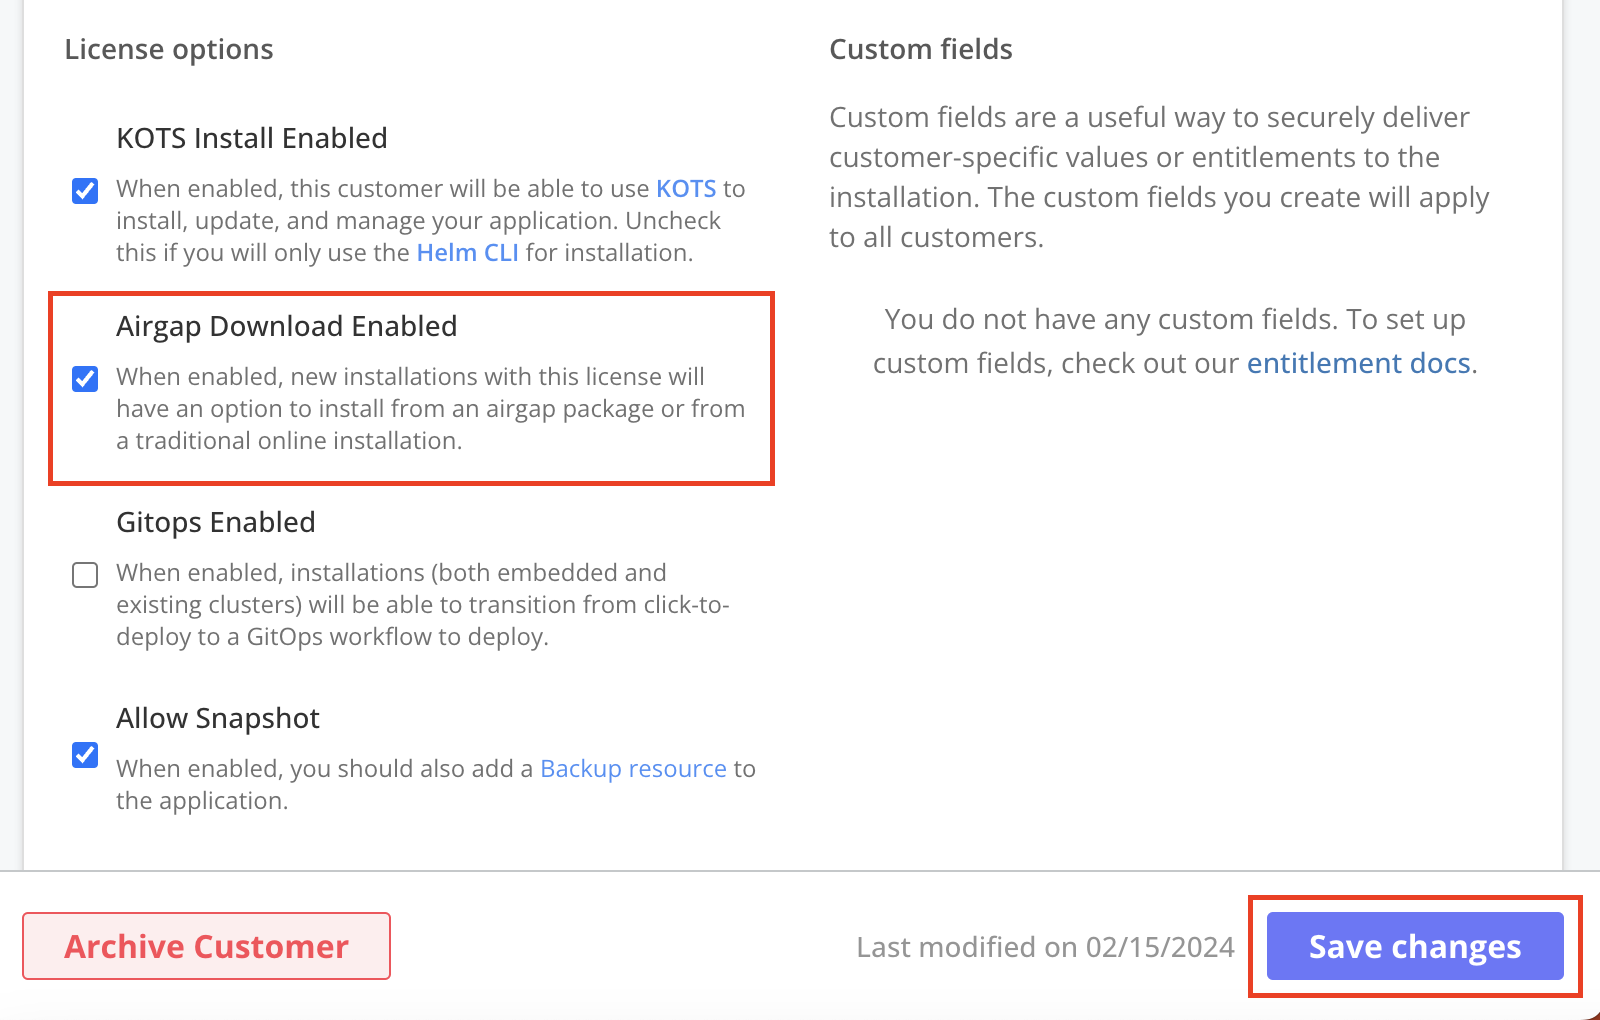 License options
KOTS Install Enabled
When enabled, this customer will be able to use KOTS to
install, update, and manage your application. Uncheck
this if you will only use the Helm CLI for installation.
Airgap Download Enabled
When enabled, new installations with this license will
have an option to install from an airgap package or from
a traditional online installation.
Gitops Enabled
When enabled, installations (both embedded and
existing clusters) will be able to transition from click-to-
deploy to a GitOps workflow to deploy.
Allow Snapshot
When enabled, you should also add a Backup resource to
the application.
Custom fields
Custom fields are a useful way to securely deliver
customer-specific values or entitlements to the
installation. The custom fields you create will apply
to all customers.
You do not have any custom fields. To set up
custom fields, check out our entitlement docs.
Archive Customer
Last modified on 02/15/2024
Save changes